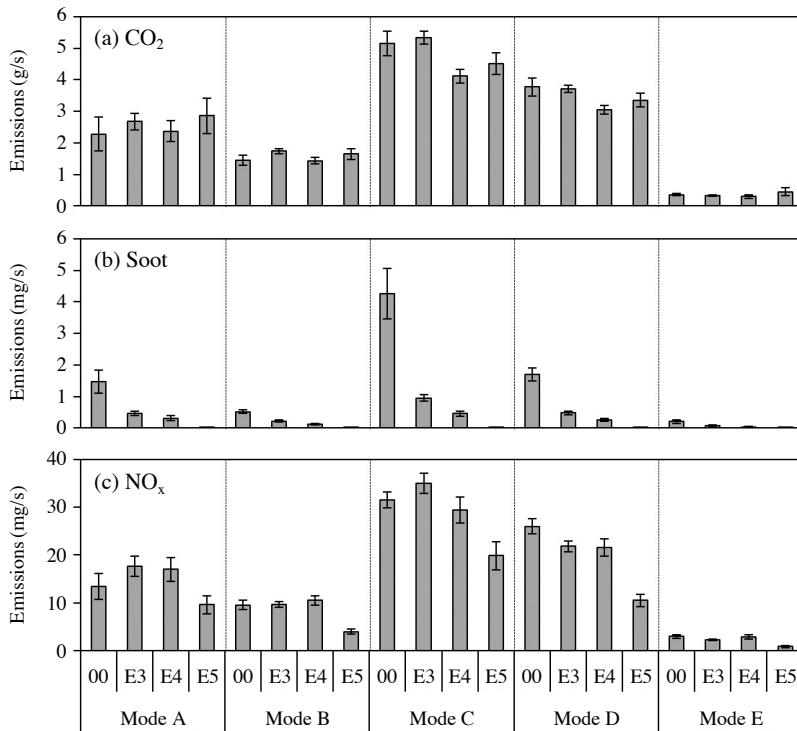 6
(a) CO₂
5
4
3
2
1
0
Emissions (g/s)
6
(b) Soot
5
4
3
2
1
0
Emissions (mg/s)
40
(c) NOₓ
30
20
10
0
Emissions (mg/s)
00 E3 E4 E5 00 E3 E4 E5 00 E3 E4 E5 00 E3 E4 E5 00 E3 E4 E5
Mode A Mode B Mode C Mode D Mode E